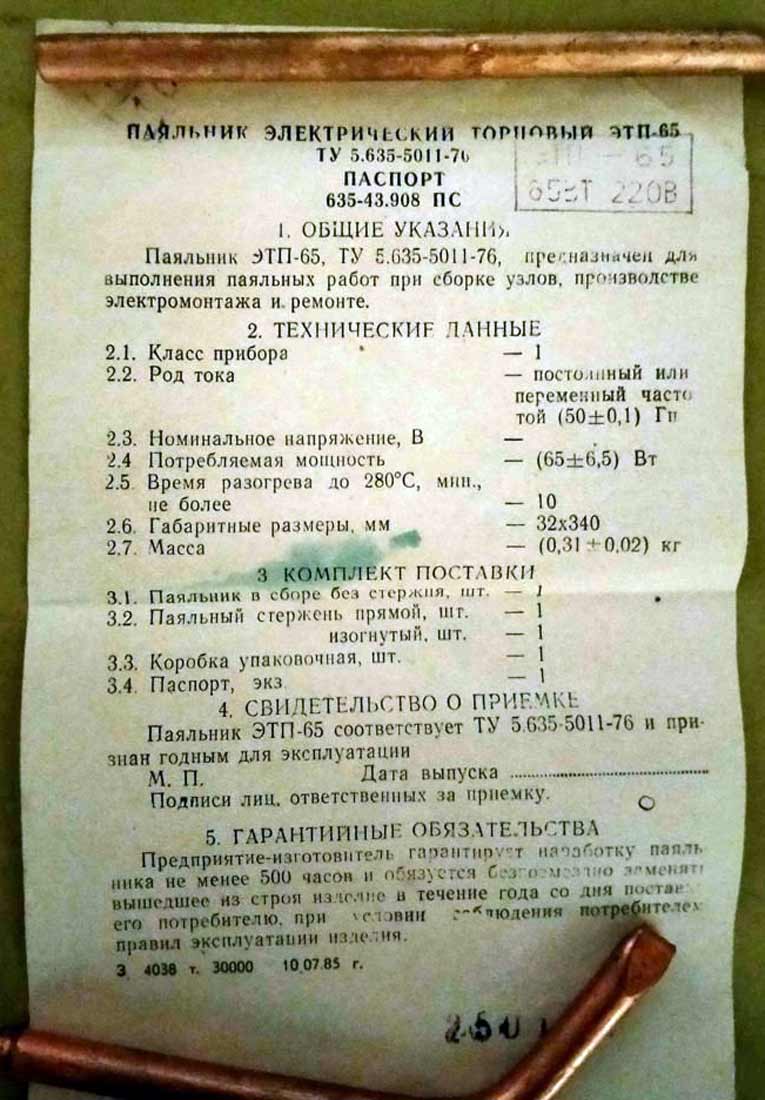 ПАЯЛЬНИК ЭЛЕКТРИЧЕСКИЙ ТОРЦОВЫЙ ЭТП-65
ТУ 5.635-5011-76
ПАСПОРТ
635-43.908 ПС
ЭТП — 65
65ВТ 220В
1. ОБЩИЕ УКАЗАНИЯ
Паяльник ЭТП-65, ТУ 5.635-5011-76, предназначен для
выполнения паяльных работ при сборке узлов, производстве
электромонтажа и ремонте.
2. ТЕХНИЧЕСКИЕ ДАННЫЕ
2.1. Класс прибора — 1
2.2. Род тока — постоянный или
переменный часто
той (50±0,1) Гц
2.3. Номинальное напряжение, В —
2.4 Потребляемая мощность — (65±6,5) Вт
2.5. Время разогрева до 280°С, мин.,
не более — 10
2.6. Габаритные размеры, мм — 32х340
2.7. Масса — (0,31±0,02) кг
3 КОМПЛЕКТ ПОСТАВКИ
3.1. Паяльник в сборе без стержня, шт. — 1
3.2. Паяльный стержень прямой, шт. — 1
изогнутый, шт. — 1
3.3. Коробка упаковочная, шт. — 1
3.4. Паспорт, экз — 1
4. СВИДЕТЕЛЬСТВО О ПРИЕМКЕ
Паяльник ЭТП-65 соответствует ТУ 5.635-5011-76 и при-
знан годным для эксплуатации
М. П. Дата выпуска
Подписи лиц, ответственных за приемку.
5. ГАРАНТИЙНЫЕ ОБЯЗАТЕЛЬСТВА
Предприятие-изготовитель гарантирует наработку паяль
ника не менее 500 часов и обязуется безвозмездно заменять
вышедшее из строя изделие в течение года со дня
его потребителю, при условии соблюдения потребителем
правил эксплуатации изделия.
З 4038 т. 30000 10.07.85 г.